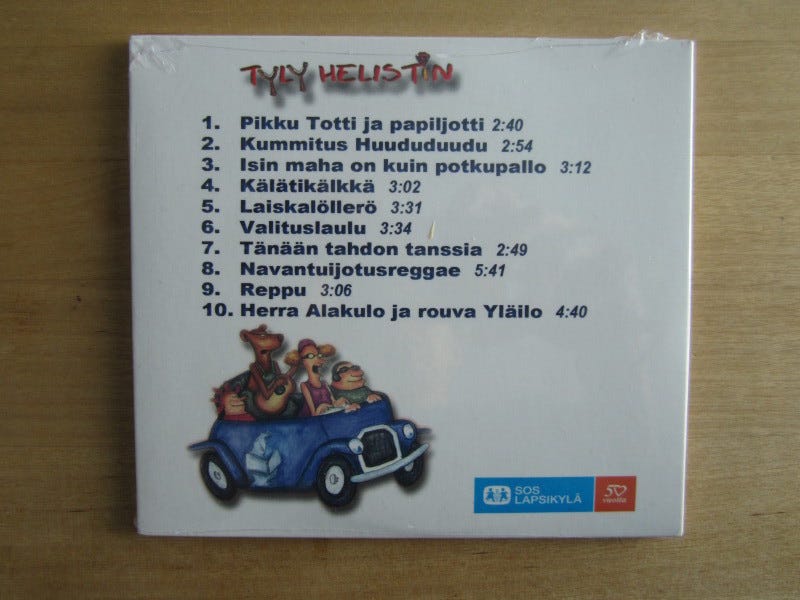 TYLY HELISTIN
1. Pikku Totti ja papiljotti 2:40
2. Kummitus Huududuudu 2:54
3. Isin maha on kuin potkupallo 3:12
4. Kälätikälkkä 3:02
5. Laiskalöllerö 3:31
6. Valituslaulu 3:34
7. Tänään tahdon tanssia 2:49
8. Navantuijotusreggae 5:41
9. Reppu 3:06
10. Herra Alakulo ja rouva Yläilo 4:40
SOS
LAPSIKYLÄ
50
vuotta